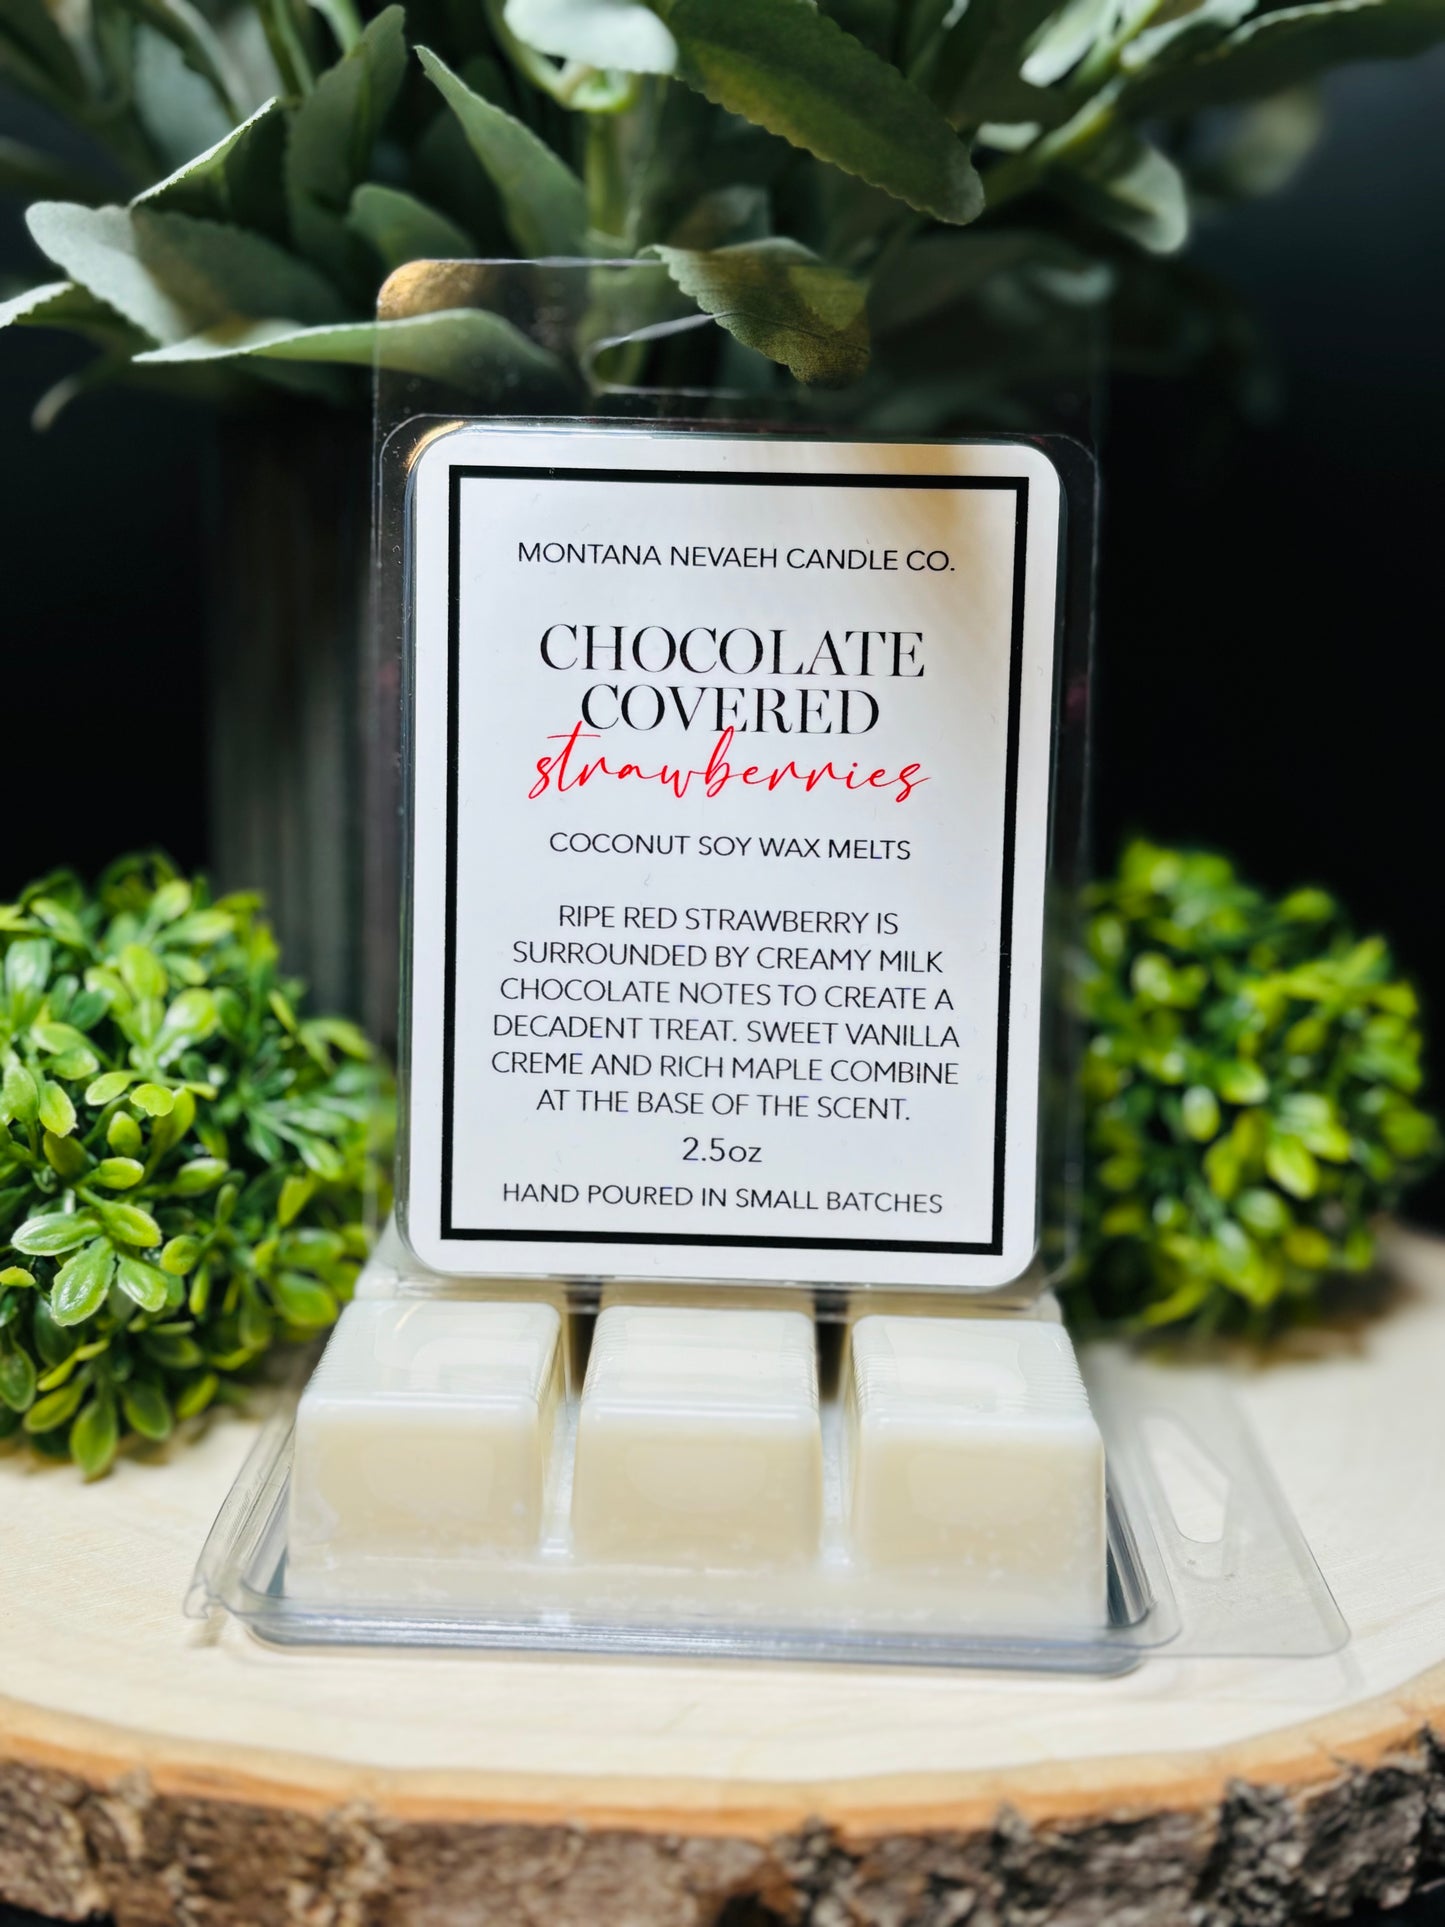 MONTANA NEVAEH CANDLE CO.
CHOCOLATE
COVERED
strawberries
COCONUT SOY WAX MELTS
RIPE RED STRAWBERRY IS
SURROUNDED BY CREAMY MILK
CHOCOLATE NOTES TO CREATE A
DECADENT TREAT. SWEET VANILLA
CREME AND RICH MAPLE COMBINE
AT THE BASE OF THE SCENT.
2.5oz
HAND POURED IN SMALL BATCHES